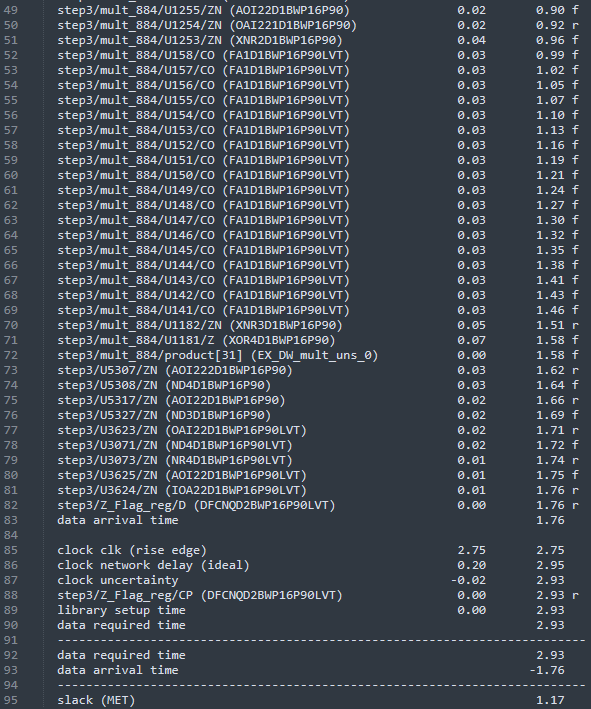 49 step3/mult_884/U1255/ZN (AOI22D1BWP16P90) 0.02 0.90 f
50 step3/mult_884/U1254/ZN (OAI221D1BWP16P90) 0.02 0.92 r
51 step3/mult_884/U1253/ZN (XNR2D1BWP16P90) 0.04 0.96 f
52 step3/mult_884/U158/CO (FA1D1BWP16P90LVT) 0.03 0.99 f
53 step3/mult_884/U157/CO (FA1D1BWP16P90LVT) 0.03 1.02 f
54 step3/mult_884/U156/CO (FA1D1BWP16P90LVT) 0.03 1.05 f
55 step3/mult_884/U155/CO (FA1D1BWP16P90LVT) 0.03 1.07 f
56 step3/mult_884/U154/CO (FA1D1BWP16P90LVT) 0.03 1.10 f
57 step3/mult_884/U153/CO (FA1D1BWP16P90LVT) 0.03 1.13 f
58 step3/mult_884/U152/CO (FA1D1BWP16P90LVT) 0.03 1.16 f
59 step3/mult_884/U151/CO (FA1D1BWP16P90LVT) 0.03 1.19 f
60 step3/mult_884/U150/CO (FA1D1BWP16P90LVT) 0.03 1.21 f
61 step3/mult_884/U149/CO (FA1D1BWP16P90LVT) 0.03 1.24 f
62 step3/mult_884/U148/CO (FA1D1BWP16P90LVT) 0.03 1.27 f
63 step3/mult_884/U147/CO (FA1D1BWP16P90LVT) 0.03 1.30 f
64 step3/mult_884/U146/CO (FA1D1BWP16P90LVT) 0.03 1.32 f
65 step3/mult_884/U145/CO (FA1D1BWP16P90LVT) 0.03 1.35 f
66 step3/mult_884/U144/CO (FA1D1BWP16P90LVT) 0.03 1.38 f
67 step3/mult_884/U143/CO (FA1D1BWP16P90LVT) 0.03 1.41 f
68 step3/mult_884/U142/CO (FA1D1BWP16P90LVT) 0.03 1.43 f
69 step3/mult_884/U141/CO (FA1D1BWP16P90LVT) 0.03 1.46 f
70 step3/mult_884/U1182/ZN (XNR3D1BWP16P90) 0.05 1.51 r
71 step3/mult_884/U1181/Z (XOR4D1BWP16P90) 0.07 1.58 f
72 step3/mult_884/product[31] (EX_DW_mult_uns_0) 0.00 1.58 f
73 step3/U5307/ZN (AOI222D1BWP16P90) 0.03 1.62 r
74 step3/U5308/ZN (ND4D1BWP16P90) 0.03 1.64 f
75 step3/U5317/ZN (AOI22D1BWP16P90) 0.02 1.66 r
76 step3/U5327/ZN (ND3D1BWP16P90) 0.02 1.69 f
77 step3/U3623/ZN (OAI22D1BWP16P90LVT) 0.02 1.71 r
78 step3/U3071/ZN (ND4D1BWP16P90LVT) 0.02 1.72 f
79 step3/U3073/ZN (NR4D1BWP16P90LVT) 0.01 1.74 r
80 step3/U3625/ZN (AOI22D1BWP16P90LVT) 0.01 1.75 f
81 step3/U3624/ZN (IOA22D1BWP16P90LVT) 0.01 1.76 r
82 step3/Z_Flag_reg/D (DFCNQD2BWP16P90LVT) 0.00 1.76 r
83 data arrival time 1.76
84
85 clock clk (rise edge) 2.75 2.75
86 clock network delay (ideal) 0.20 2.95
87 clock uncertainty -0.02 2.93
88 step3/Z_Flag_reg/CP (DFCNQD2BWP16P90LVT) 0.00 2.93 r
89 library setup time 0.00 2.93
90 data required time 2.93
91 --------------------------------------------------------------------------
92 data required time 2.93
93 data arrival time -1.76
94 --------------------------------------------------------------------------
95 slack (MET) 1.17